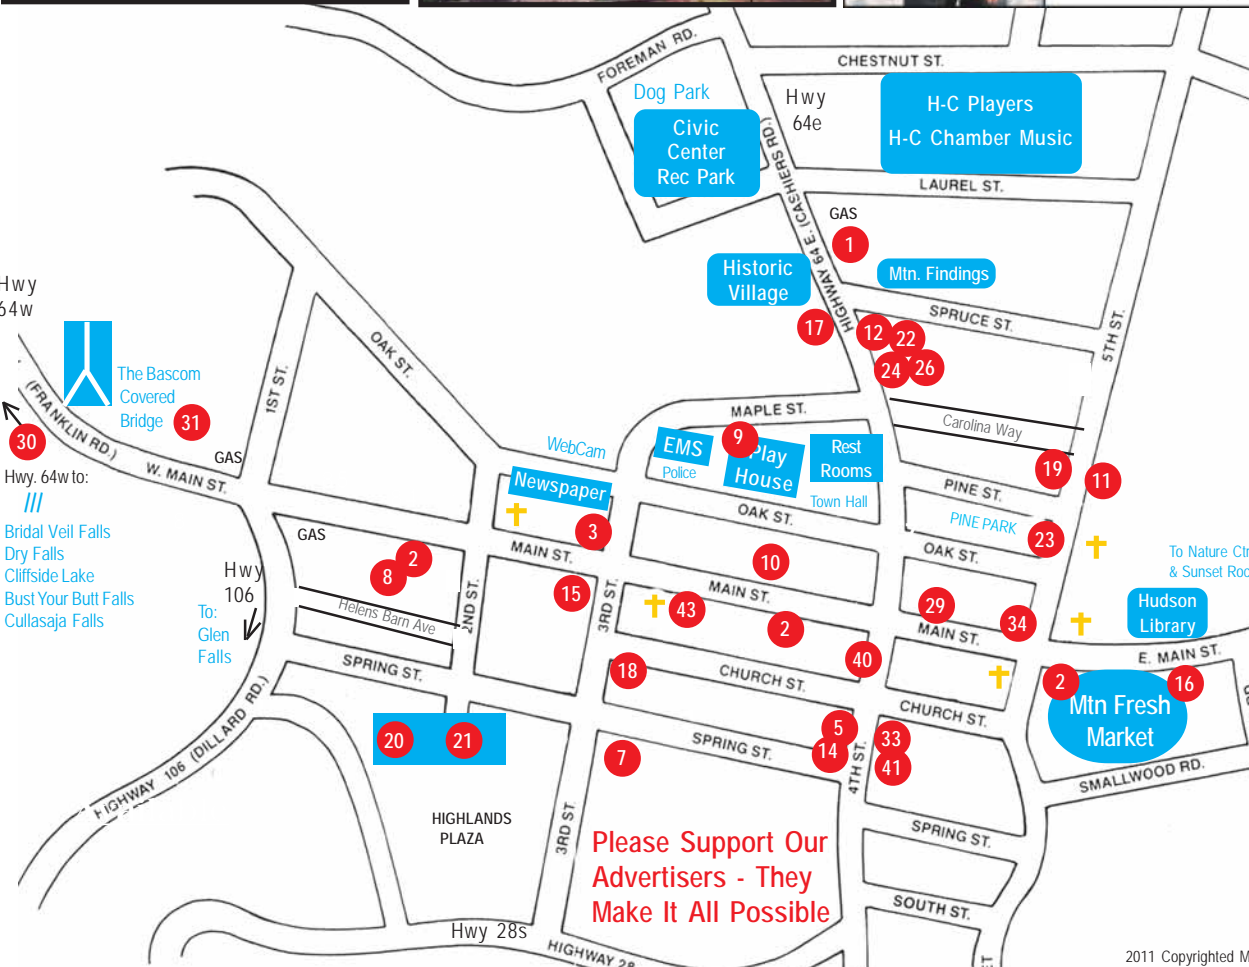 FOREMAN RD.
CHESTNUT ST.
Dog Park
Civic
Center
Rec Park
Hwy
64e
H-C Players
H-C Chamber Music
LAUREL ST.
HIGHWAY 64 E. (CASHIERS RD.)
GAS
1
Historic
Village
Mtn. Findings
SPRUCE ST.
5TH ST.
17
12
22
24
26
Hwy
64w
The Bascom
Covered
Bridge
31
30
(FRANKLIN RD.)
W. MAIN ST.
GAS
1ST ST.
OAK ST.
MAPLE ST.
Carolina Way
WebCam
EMS
Police
9
Play
House
Rest
Rooms
Town Hall
Newspaper
3
19
11
PINE ST.
PINE PARK
23
Hwy. 64w to:
///
Bridal Veil Falls
Dry Falls
Cliffside Lake
Bust Your Butt Falls
Cullasaja Falls
GAS
2
8
Helens Barn Ave
Hwy
106
To:
Glen
Falls
MAIN ST.
OAK ST.
OAK ST.
10
15
2ND ST.
3RD ST.
MAIN ST.
43
2
29
34
MAIN ST.
40
To Nature
& Sunset
Hudson
Library
E. MAIN ST.
SPRING ST.
18
CHURCH ST.
CHURCH ST.
2
16
Mtn Fresh
Market
SMALLWOOD RD.
20
21
7
SPRING ST.
5
14
33
41
4TH ST.
HIGHWAY 106 (DILLARD RD.)
HIGHLANDS
PLAZA
3RD ST.
Please Support Our
Advertisers - They
Make It All Possible
SPRING ST.
SOUTH ST.
Hwy 28s
HIGHWAY 28
2011 Copyrighted